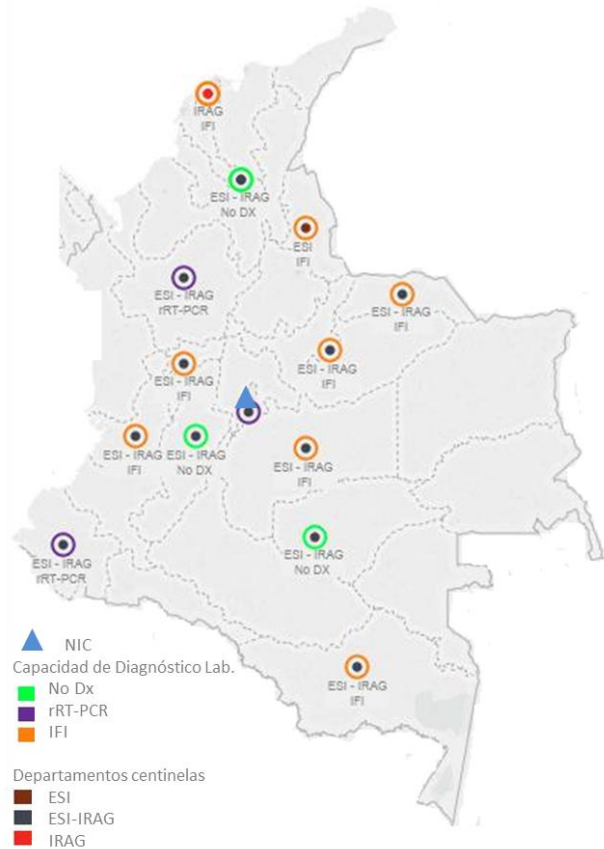 IRAG
IFI
ESI - IRAG
No DX
ESI
IFI
ESI - IRAG
rRT-PCR
ESI - IRAG
IFI
ESI - IRAG
IFI
ESI - IRAG
IFI
ESI - IRAG
IFI
ESI - IRAG
No DX
ESI - IRAG
IFI
ESI - IRAG
No DX
ESI - IRAG
rRT-PCR
ESI - IRAG
IFI
NIC
Capacidad de Diagnóstico Lab.
No Dx
rRT-PCR
IFI
Departamentos centinelas
ESI
ESI-IRAG
IRAG